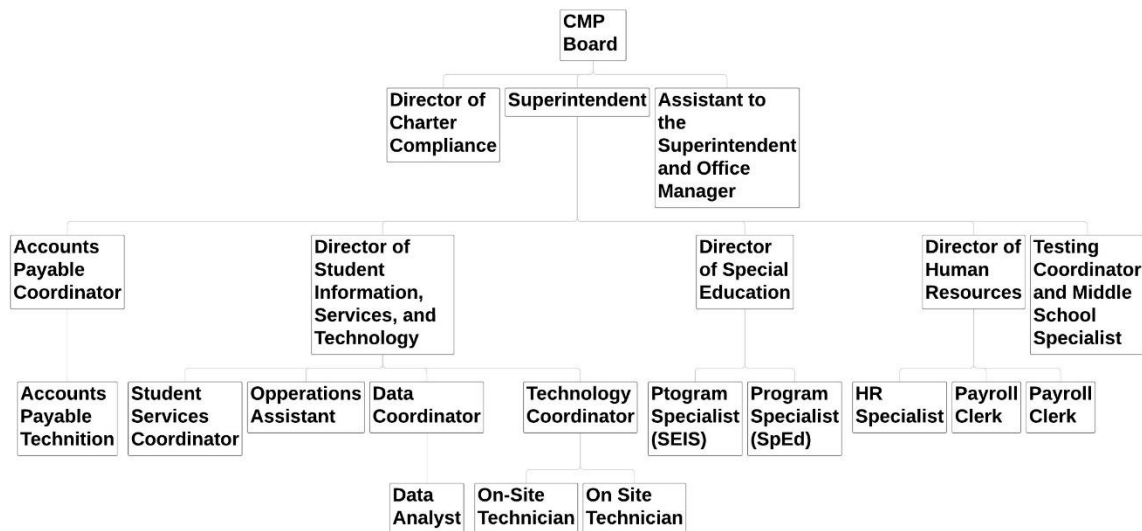 CMP
Board
Director of
Charter
Compliance
Superintendent
Assistant to
the
Superintendent
and Office
Manager
Accounts
Payable
Coordinator
Director of
Student
Information,
Services, and
Technology
Director
of Special
Education
Director of
Human
Resources
Testing
Coordinator
and Middle
School
Specialist
Accounts
Payable
Technition
Student
Services
Coordinator
Opperations
Assistant
Data
Coordinator
Technology
Coordinator
Ptogram
Specialist
(SEIS)
Program
Specialist
(SpEd)
HR
Specialist
Payroll
Clerk
Payroll
Clerk
Data
Analyst
On-Site
Technician
On Site
Technician